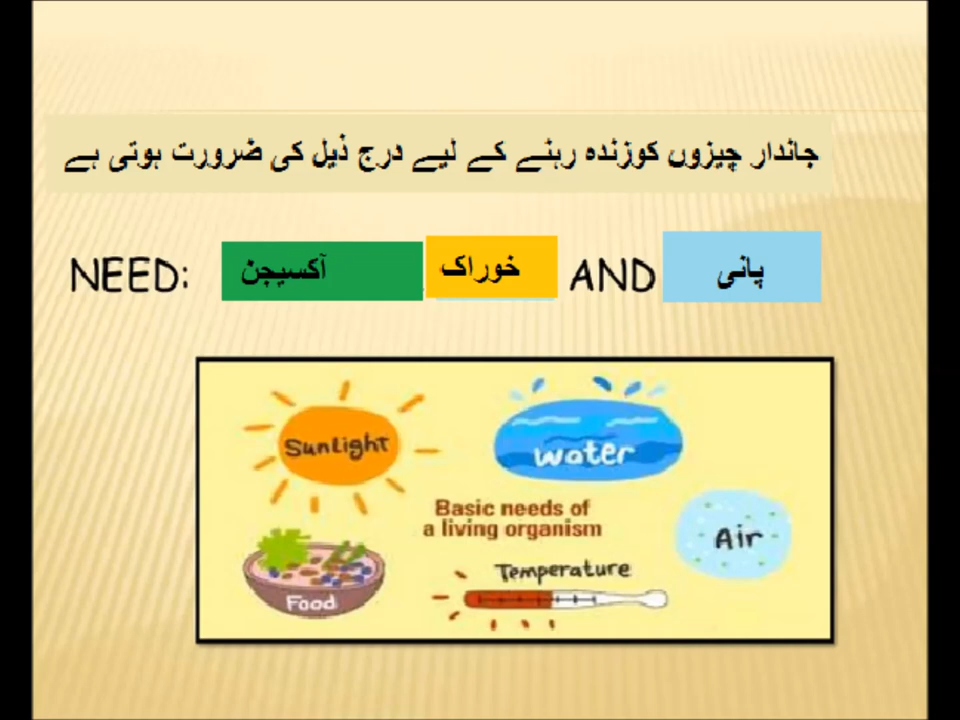 جاندار چیزوں کوزندہ رہنے کے لیے درج ذیل کی ضرورت ہوتی ہے
NEED: آکسیجن خوراک AND پانی
Sunlight
water
Basic needs of
a living organism
Air
Temperature
Food